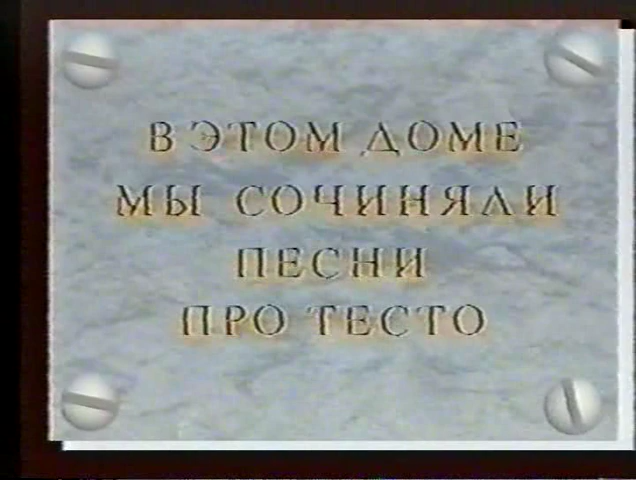 В ЭТОМ ДОМЕ
МЫ СОЧИНЯЛИ
ПЕСНИ
ПРО ТЕСТО